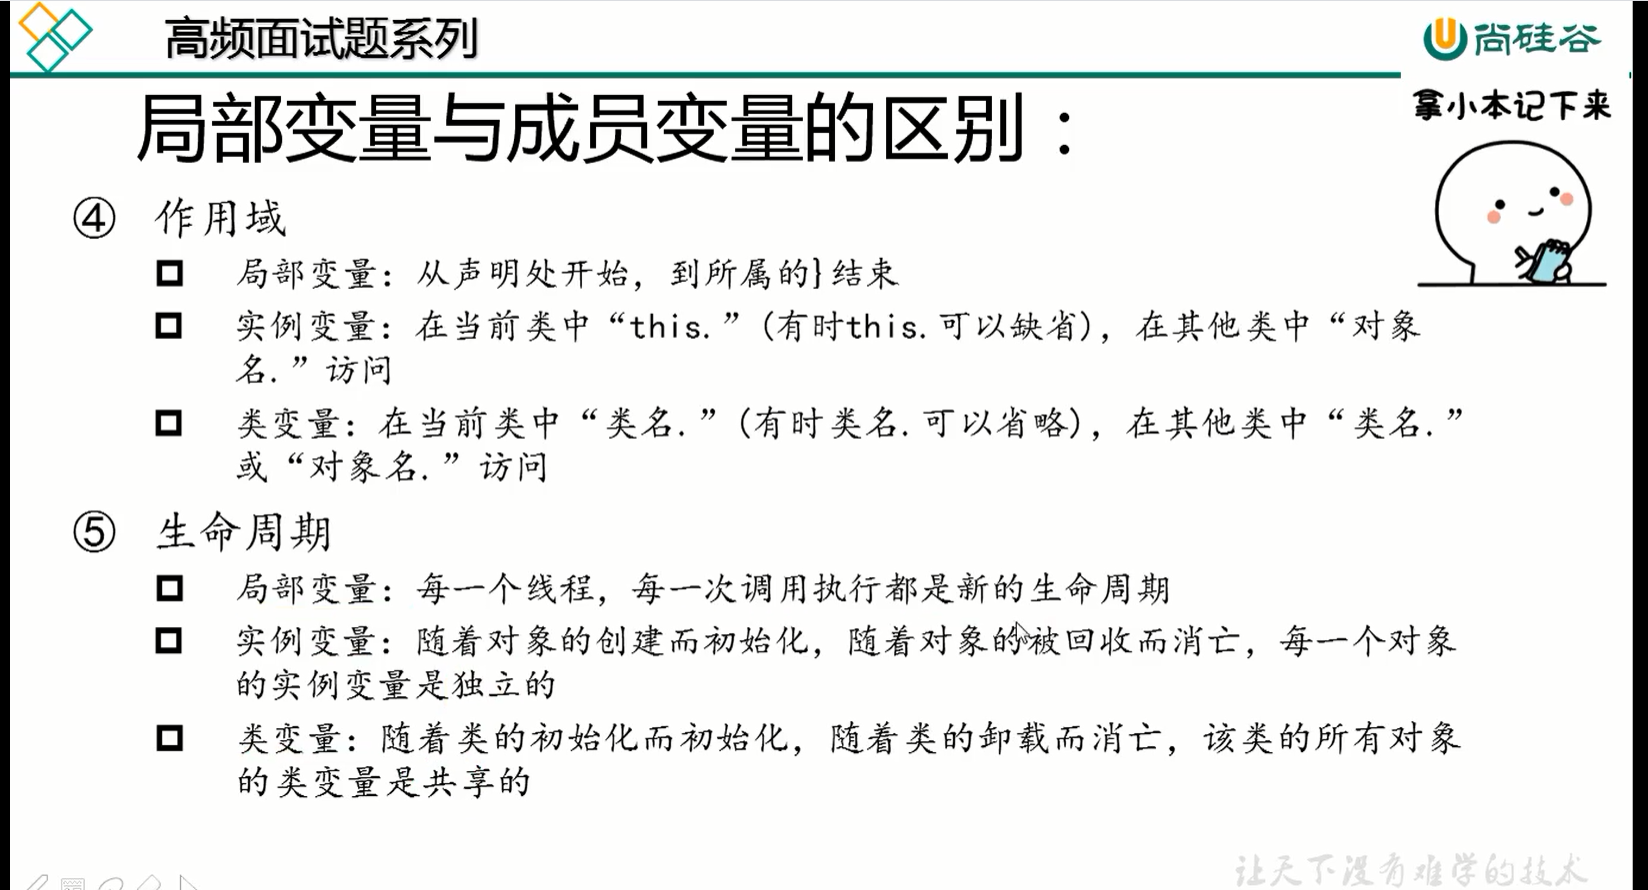 高频面试题系列
尚硅谷
拿小本记下来
局部变量与成员变量的区别：
④ 作用域
局部变量：从声明处开始，到所属的}结束
实例变量：在当前类中“this.”（有时this.可以缺省），在其他类中“对象
名.”访问
类变量：在当前类中“类名.”（有时类名.可以省略），在其他类中“类名.”
或“对象名.”访问
⑤ 生命周期
局部变量：每一个线程，每一次调用执行都是新的生命周期
实例变量：随着对象的创建而初始化，随着对象的被回收而消亡，每一个对象
的实例变量是独立的
类变量：随着类的初始化而初始化，随着类的卸载而消亡，该类的所有对象
的类变量是共享的
让天下没有难学的技术